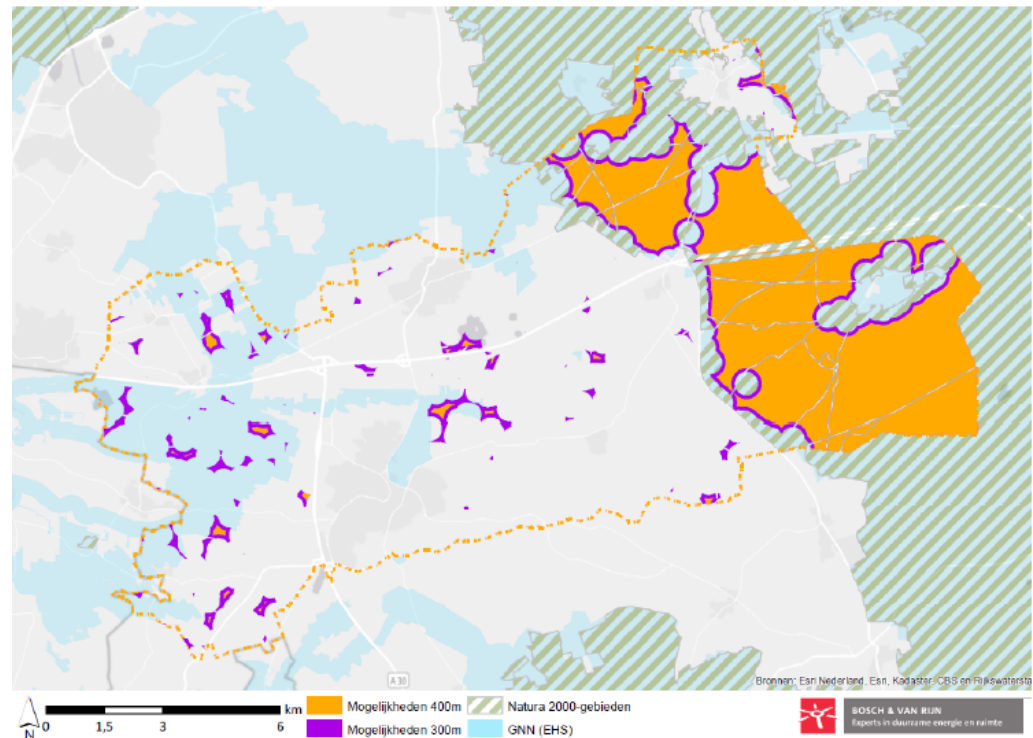 A 30
Bronnen: Esri Nederland, Esri, Kadaster, CBS en Rijkswatersta
N
0 1,5 3 6 km
Mogelijkheden 400m
Natura 2000-gebieden
Mogelijkheden 300m
GNN (EHS)
BOSCH & VAN RIJN
Experts in duurzame energie en ruimte